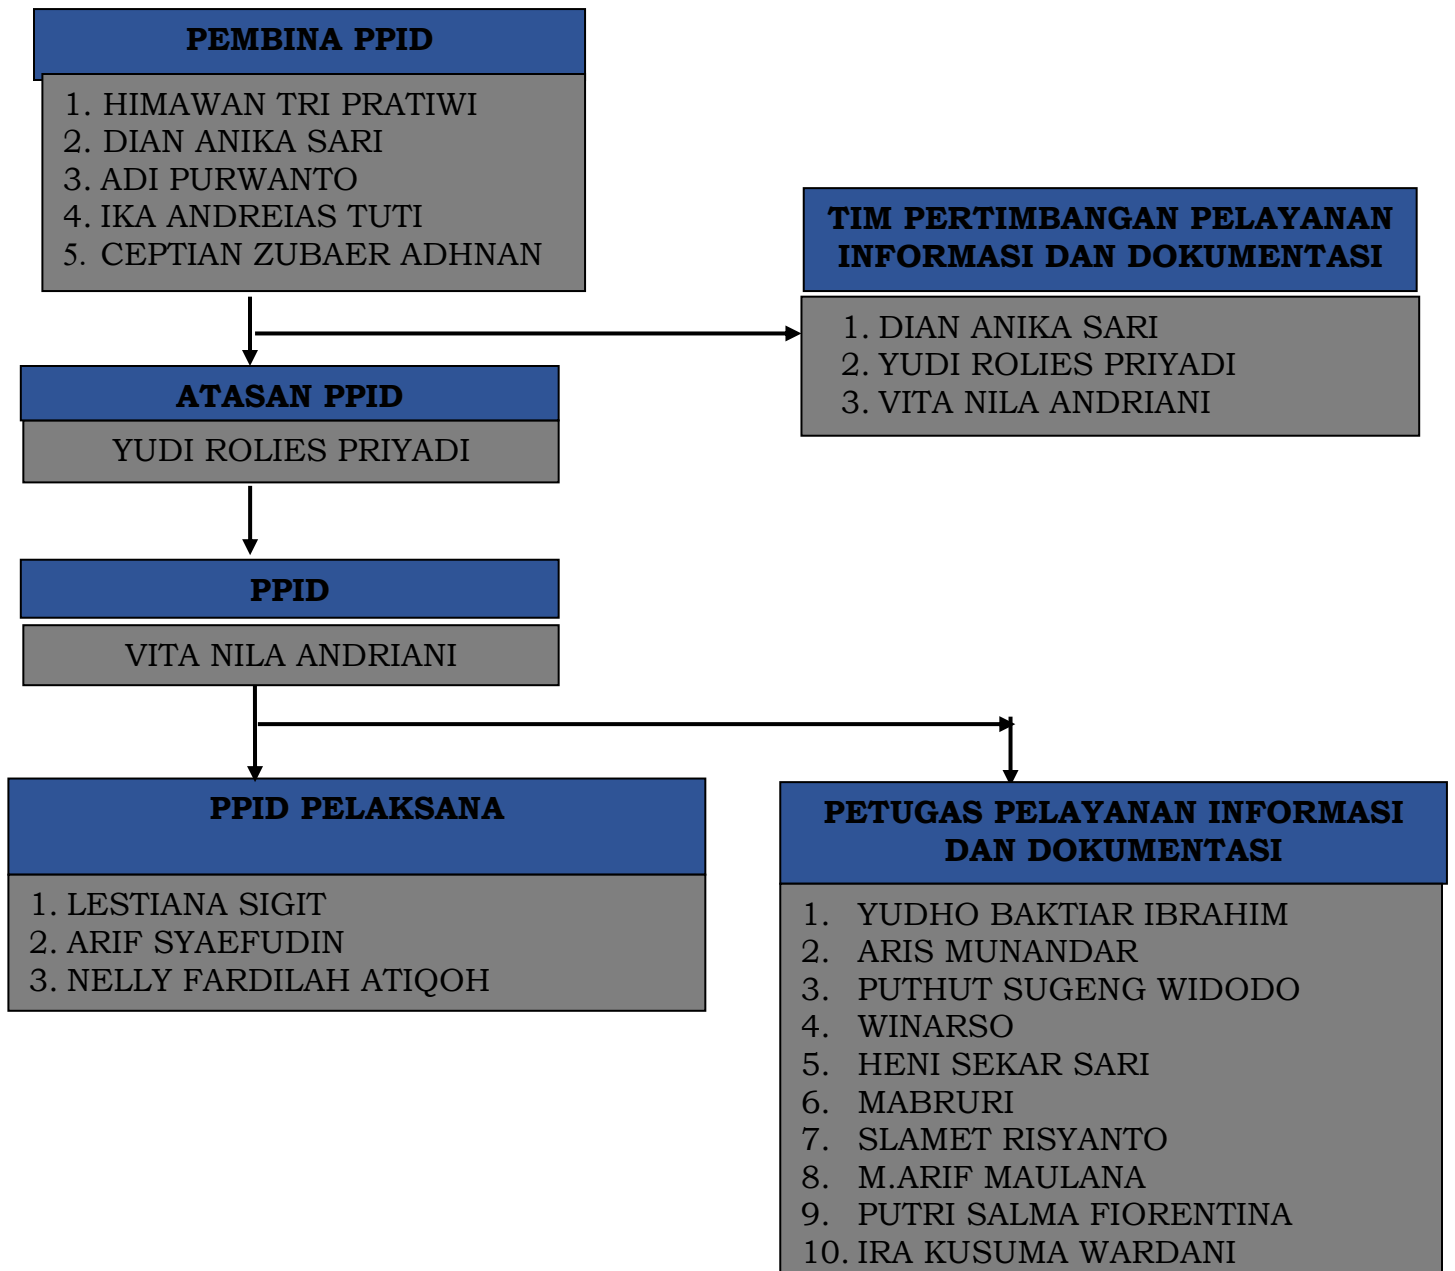 PEMBINA PPID
1. HIMAWAN TRI PRATIWI
2. DIAN ANIKA SARI
3. ADI PURWANTO
4. IKA ANDREIAS TUTI
5. CEPTIAN ZUBAER ADHNAN
TIM PERTIMBANGAN PELAYANAN
INFORMASI DAN DOKUMENTASI
1. DIAN ANIKA SARI
2. YUDI ROLIES PRIYADI
3. VITA NILA ANDRIANI
ATASAN PPID
YUDI ROLIES PRIYADI
PPID
VITA NILA ANDRIANI
PPID PELAKSANA
1. LESTIANA SIGIT
2. ARIF SYAEFUDIN
3. NELLY FARDILAH ATIQOH
PETUGAS PELAYANAN INFORMASI
DAN DOKUMENTASI
1. YUDHO BAKTIAR IBRAHIM
2. ARIS MUNANDAR
3. PUTHUT SUGENG WIDODO
4. WINARSO
5. HENI SEKAR SARI
6. MABRURI
7. SLAMET RISYANTO
8. M.ARIF MAULANA
9. PUTRI SALMA FIORENTINA
10. IRA KUSUMA WARDANI